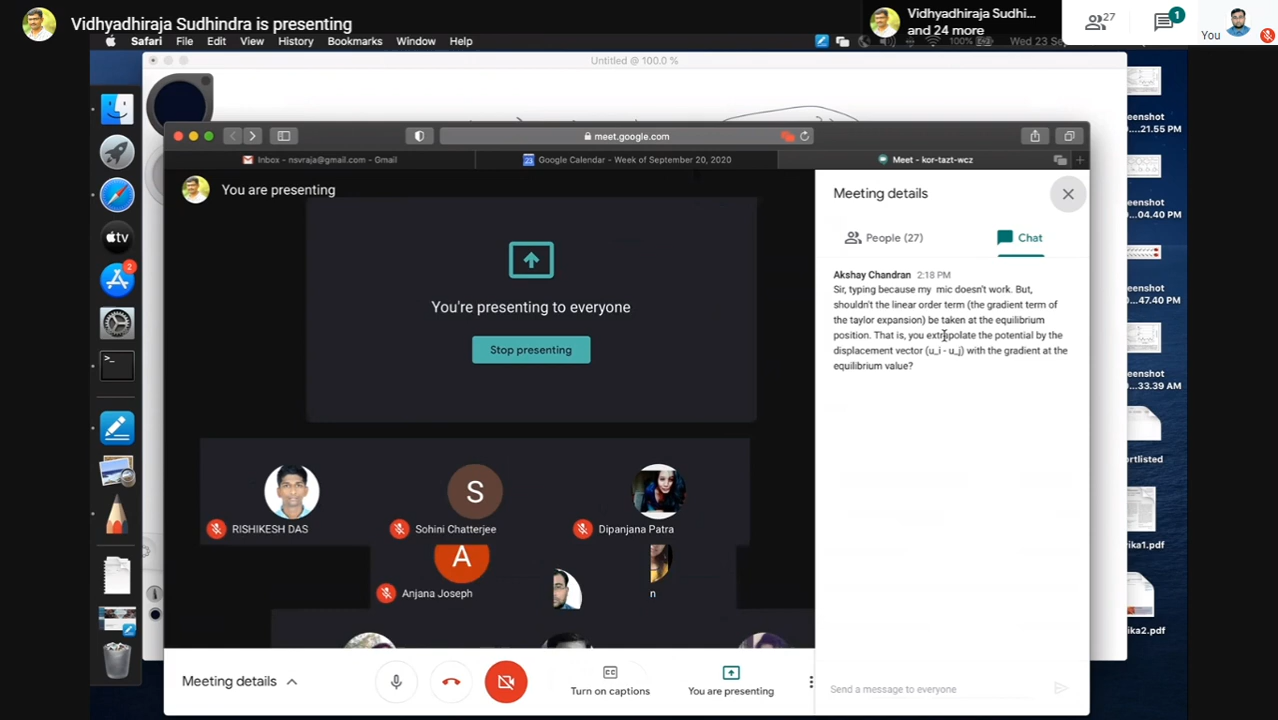 Vidhyadhiraja Sudhindra is presenting
Vidhyadhiraja Sudhi...
and 24 more
27
1
You
Safari File Edit View History Bookmarks Window Help
100%
Wed 23
Untitled @ 100.0 %
meet.google.com
Inbox - nsvraja@gmail.com - Gmail
Google Calendar - Week of September 20, 2020
Meet - kor-tazt-wcz
You are presenting
Meeting details
People (27)
Chat
Akshay Chandran 2:18 PM
Sir, typing because my mic doesn't work. But,
shouldn't the linear order term (the gradient term of
the taylor expansion) be taken at the equilibrium
position. That is, you extrapolate the potential by the
displacement vector (u_i - u_j) with the gradient at the
equilibrium value?
You're presenting to everyone
Stop presenting
RISHIKESH DAS
S
Sohini Chatterjee
Dipanjana Patra
A
Anjana Joseph
n
Meeting details
Turn on captions
You are presenting
Send a message to everyone
tv
2
eenshot
...21.55 PM
reenshot
...04.40 PM
eenshot
...47.40 PM
eenshot
...33.39 AM
ortlisted
rika1.pdf
rika2.pdf